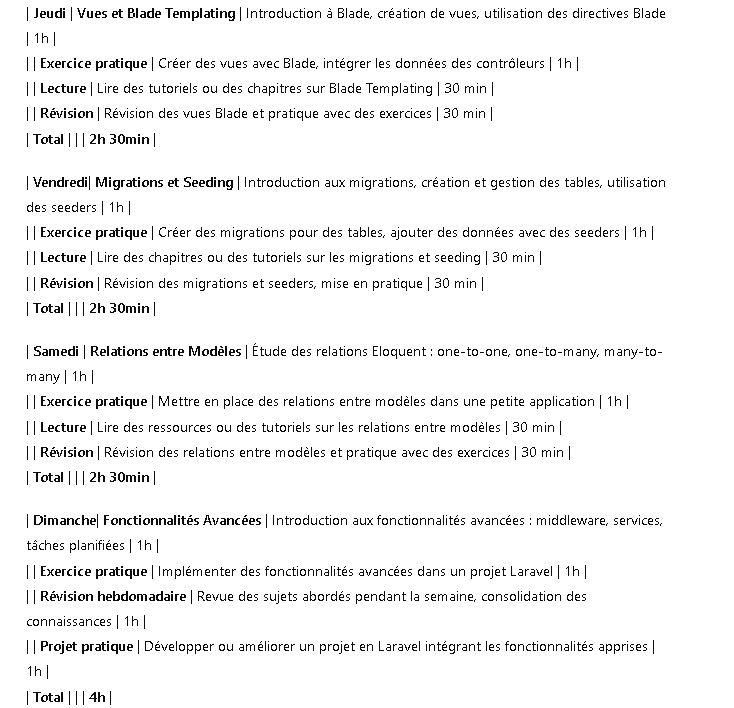 | Jeudi | Vues et Blade Templating | Introduction à Blade, création de vues, utilisation des directives Blade
| 1h |
| | Exercice pratique | Créer des vues avec Blade, intégrer les données des contrôleurs | 1h |
| | Lecture | Lire des tutoriels ou des chapitres sur Blade Templating | 30 min |
| | Révision | Révision des vues Blade et pratique avec des exercices | 30 min |
| Total | | | 2h 30min |
| Vendredi| Migrations et Seeding | Introduction aux migrations, création et gestion des tables, utilisation
des seeders | 1h |
| | Exercice pratique | Créer des migrations pour des tables, ajouter des données avec des seeders | 1h |
| | Lecture | Lire des chapitres ou des tutoriels sur les migrations et seeding | 30 min |
| | Révision | Révision des migrations et seeders, mise en pratique | 30 min |
| Total | | | 2h 30min |
| Samedi | Relations entre Modèles | Étude des relations Eloquent : one-to-one, one-to-many, many-to-
many | 1h |
| | Exercice pratique | Mettre en place des relations entre modèles dans une petite application | 1h |
| | Lecture | Lire des ressources ou des tutoriels sur les relations entre modèles | 30 min |
| | Révision | Révision des relations entre modèles et pratique avec des exercices | 30 min |
| Total | | | 2h 30min |
| Dimanche| Fonctionnalités Avancées | Introduction aux fonctionnalités avancées : middleware, services,
tâches planifiées | 1h |
| | Exercice pratique | Implémenter des fonctionnalités avancées dans un projet Laravel | 1h |
| | Révision hebdomadaire | Revue des sujets abordés pendant la semaine, consolidation des
connaissances | 1h |
| | Projet pratique | Développer ou améliorer un projet en Laravel intégrant les fonctionnalités apprises |
1h |
| Total | | | 4h |